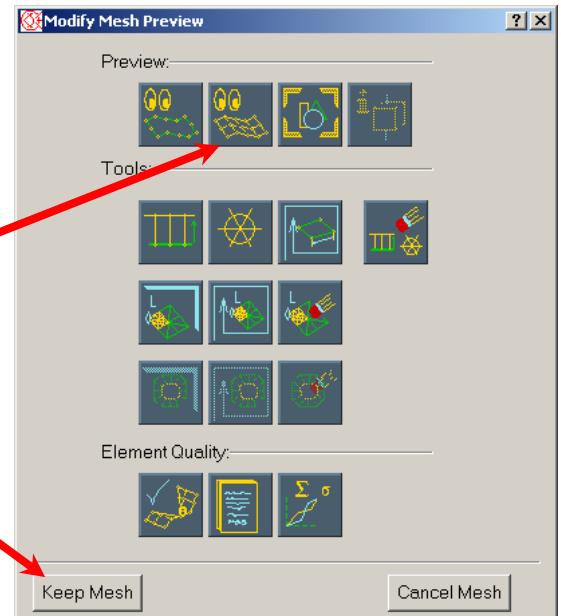 Modify Mesh Preview
Preview:
Tools:
L
L
L
Element Quality:
Σ σ
Keep Mesh
Cancel Mesh